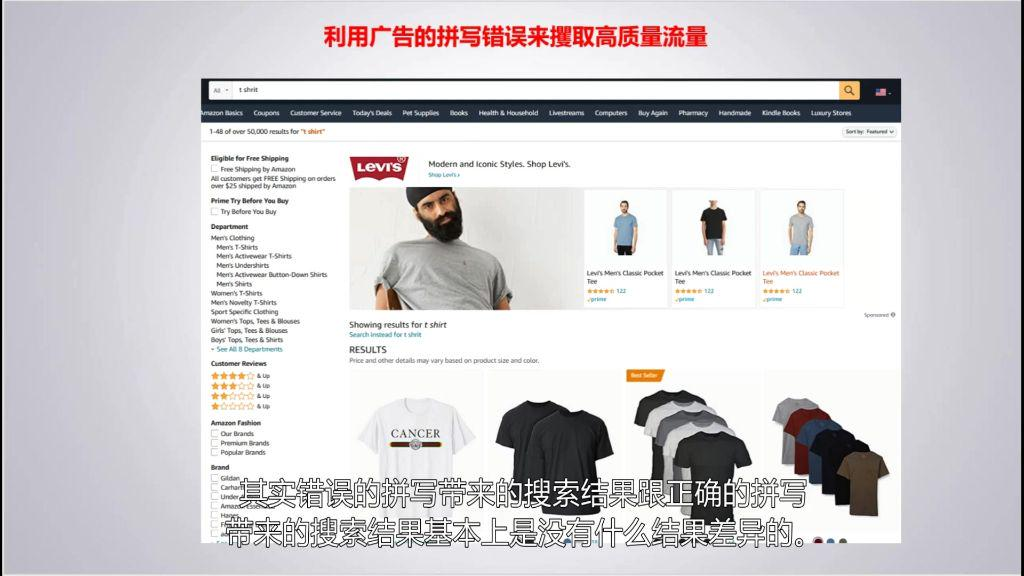 利用广告的拼写错误来攫取高质量流量
All
t shrit
Amazon Basics Coupons Customer Service Today's Deals Pet Supplies Books Health & Household Livestreams Computers Buy Again Pharmacy Handmade Kindle Books Luxury Stores
1-48 of over 50,000 results for "t shirt"
Sort by: Featured
Eligible for Free Shipping
Free Shipping by Amazon
All customers get FREE Shipping on orders
over $25 shipped by Amazon
Prime Try Before You Buy
Try Before You Buy
Department
Men's Clothing
Men's T-Shirts
Men's Activewear T-Shirts
Men's Undershirts
Men's Activewear Button-Down Shirts
Men's Shirts
Women's T-Shirts
Men's Novelty T-Shirts
Sport Specific Clothing
Women's Tops, Tees & Blouses
Girls' Tops, Tees & Blouses
Boys' Tops, Tees & Shirts
See All 8 Departments
Customer Reviews
& Up
& Up
& Up
& Up
Amazon Fashion
Our Brands
Premium Brands
Popular Brands
Brand
Gildan
LEVI'S
Modern and Iconic Styles. Shop Levi's.
Shop Levi's
Levi's Men's Classic Pocket
Tee
122
prime
Levi's Men's Classic Pocket
Tee
122
prime
Levi's Men's Classic Pocket
Tee
122
prime
Sponsored
Showing results for t shirt
Search instead for t shrit
RESULTS
Price and other details may vary based on product size and color.
Best Seller
CANCER
其实错误的拼写带来的搜索结果跟正确的拼写
带来的搜索结果基本上是没有什么结果差异的。